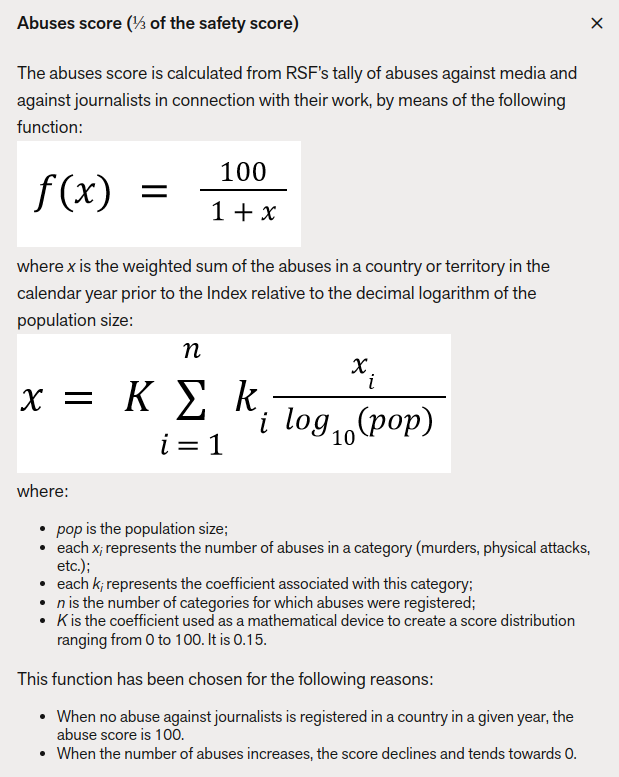 Abuses score (⅓ of the safety score) ×
The abuses score is calculated from RSF's tally of abuses against media and
against journalists in connection with their work, by means of the following
function:
f(x) = 100 / (1 + x)
where x is the weighted sum of the abuses in a country or territory in the
calendar year prior to the Index relative to the decimal logarithm of the
population size:
x = K ∑_{i = 1}^{n} k_i x_i / log_10(pop)
where:
• pop is the population size;
• each x_i represents the number of abuses in a category (murders, physical attacks,
etc.);
• each k_i represents the coefficient associated with this category;
• n is the number of categories for which abuses were registered;
• K is the coefficient used as a mathematical device to create a score distribution
ranging from 0 to 100. It is 0.15.
This function has been chosen for the following reasons:
• When no abuse against journalists is registered in a country in a given year, the
abuse score is 100.
• When the number of abuses increases, the score declines and tends towards 0.